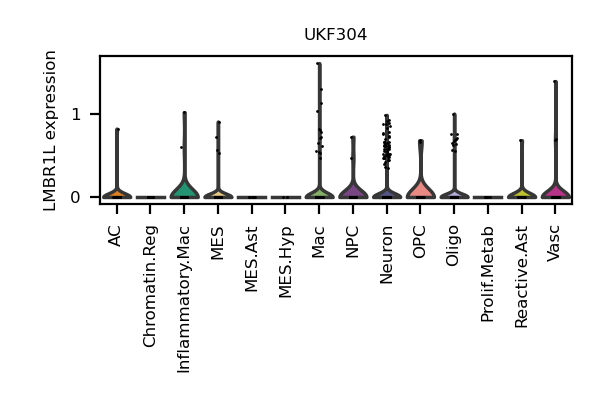 UKF304
LMBR1L expression
1
0
AC
Chromatin.Reg
Inflammatory.Mac
MES
MES.Ast
MES.Hyp
Mac
NPC
Neuron
OPC
Oligo
Prolif.Metab
Reactive.Ast
Vasc